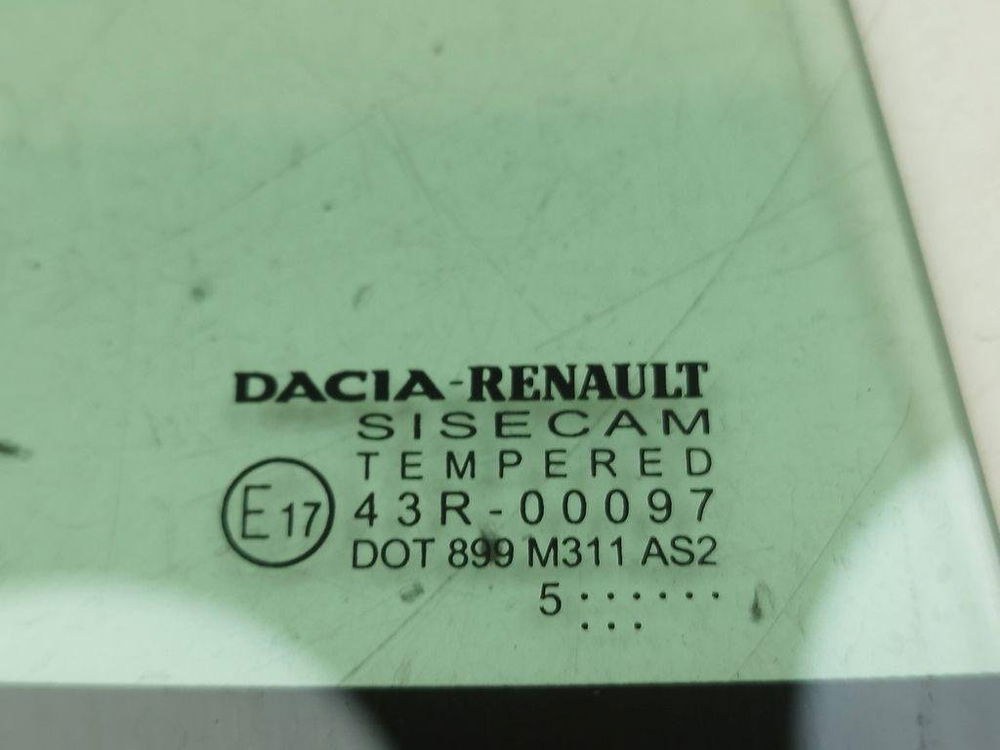 DACIA-RENAULT
SISECAM
TEMPERED
E17 43R-00097
DOT 899 M311 AS2
5 . . . . . .
. . .